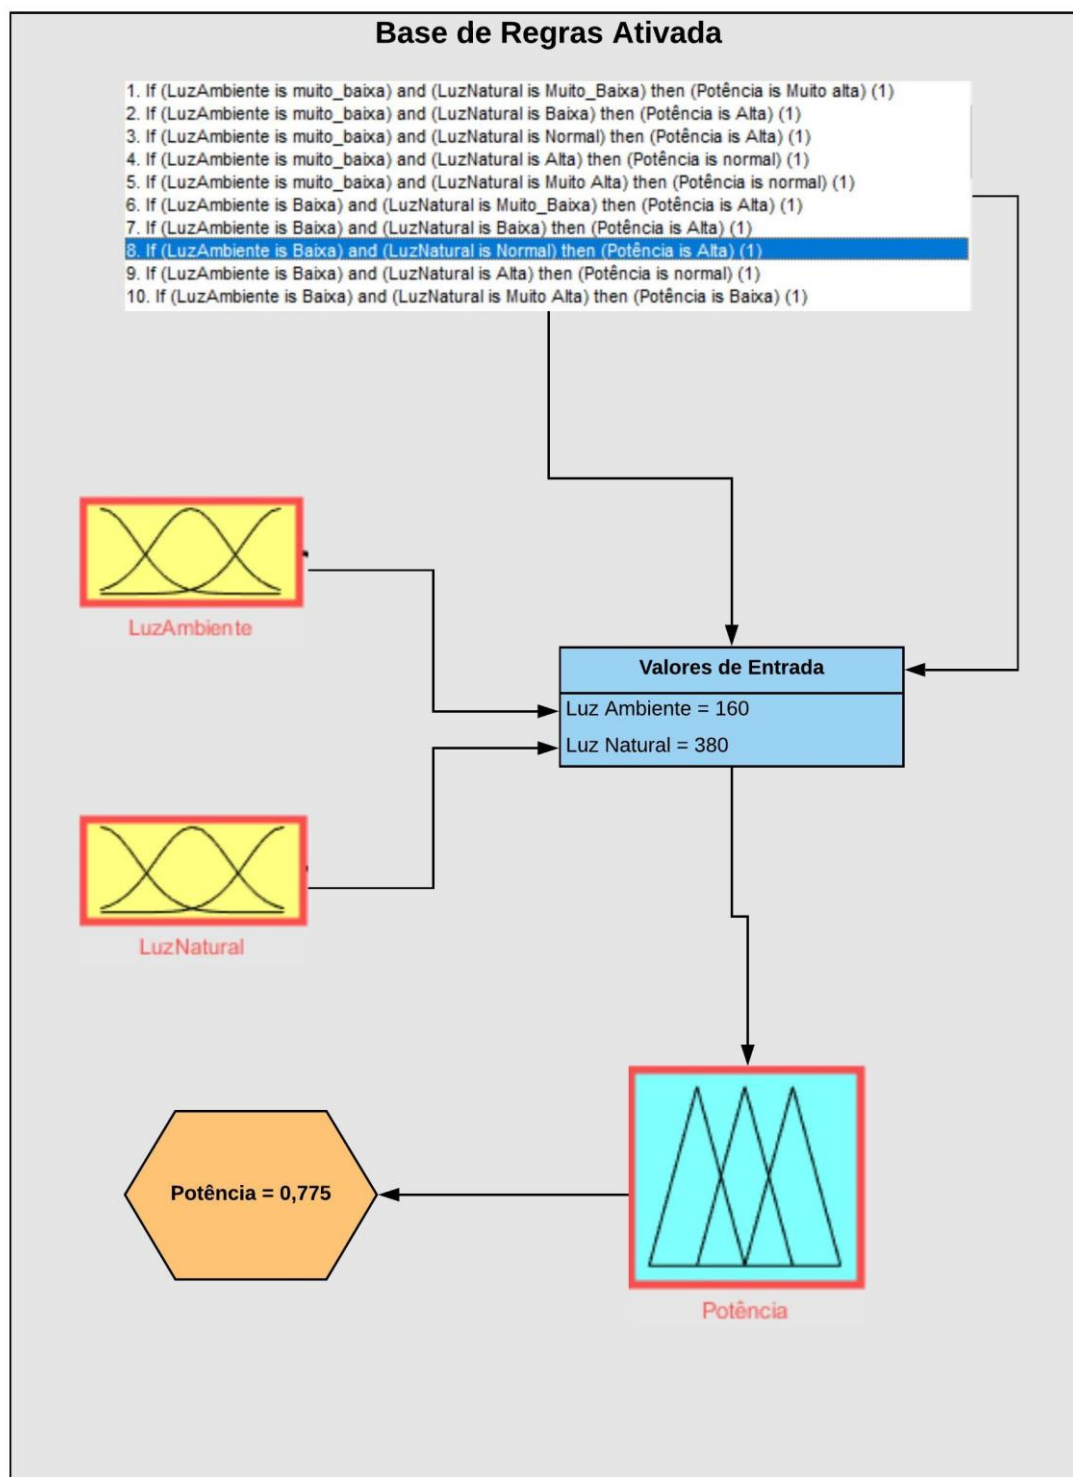 Base de Regras Ativada
1. If (LuzAmbiente is muito_baixa) and (LuzNatural is Muito_Baixa) then (Potência is Muito alta) (1)
2. If (LuzAmbiente is muito_baixa) and (LuzNatural is Baixa) then (Potência is Alta) (1)
3. If (LuzAmbiente is muito_baixa) and (LuzNatural is Normal) then (Potência is Alta) (1)
4. If (LuzAmbiente is muito_baixa) and (LuzNatural is Alta) then (Potência is normal) (1)
5. If (LuzAmbiente is muito_baixa) and (LuzNatural is Muito Alta) then (Potência is normal) (1)
6. If (LuzAmbiente is Baixa) and (LuzNatural is Muito_Baixa) then (Potência is Alta) (1)
7. If (LuzAmbiente is Baixa) and (LuzNatural is Baixa) then (Potência is Alta) (1)
8. If (LuzAmbiente is Baixa) and (LuzNatural is Normal) then (Potência is Alta) (1)
9. If (LuzAmbiente is Baixa) and (LuzNatural is Alta) then (Potência is normal) (1)
10. If (LuzAmbiente is Baixa) and (LuzNatural is Muito Alta) then (Potência is Baixa) (1)
LuzAmbiente
Valores de Entrada
Luz Ambiente = 160
Luz Natural = 380
LuzNatural
Potência = 0,775
Potência